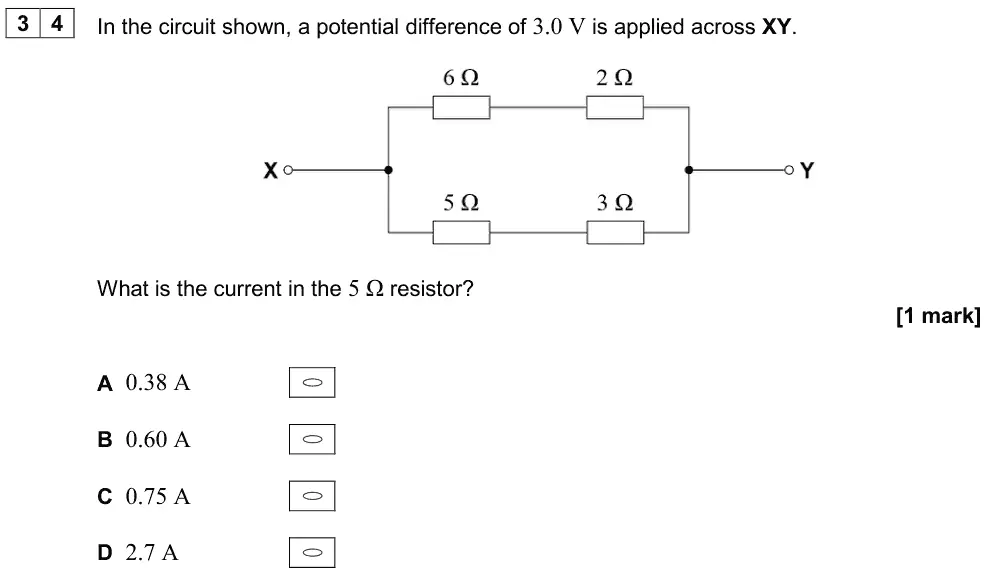 3 4 In the circuit shown, a potential difference of 3.0 V is applied across XY.
6 Ω 2 Ω
X Y
5 Ω 3 Ω
What is the current in the 5 Ω resistor?
[1 mark]
A 0.38 A
B 0.60 A
C 0.75 A
D 2.7 A